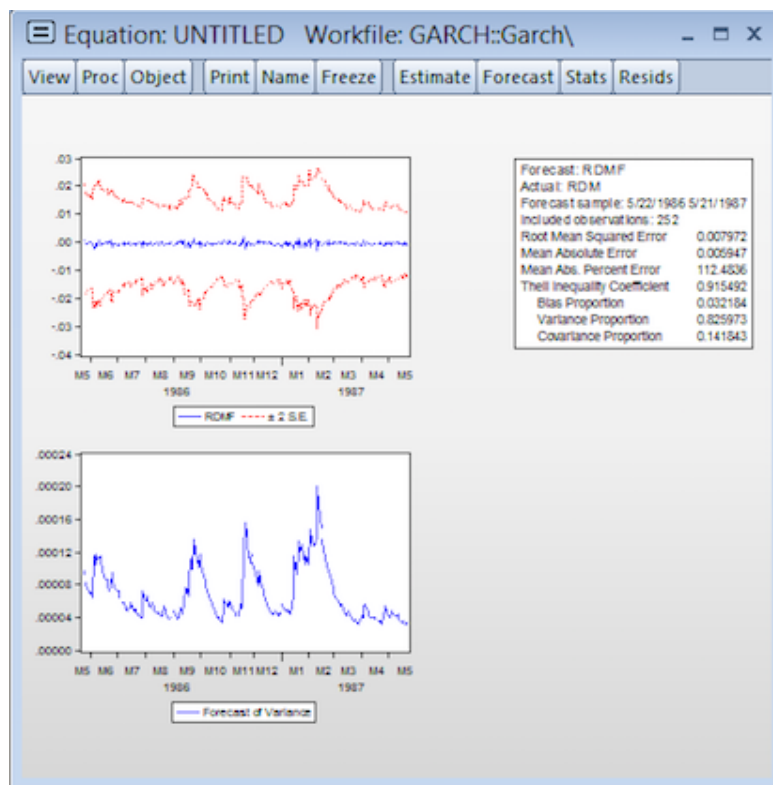 Equation: UNTITLED Workfile: GARCH::Garch\
View Proc Object Print Name Freeze Estimate Forecast Stats Resids
.03
.02
.01
.00
-.01
-.02
-.03
-.04
M5 M6 M7 M8 M9 M10 M11 M12 M1 M2 M3 M4 M5
1986 1987
RDMF ± 2 S.E.
Forecast: RDMF
Actual: RDM
Forecast sample: 5/22/1986 5/21/1987
Included observations: 252
Root Mean Squared Error 0.007972
Mean Absolute Error 0.005947
Mean Abs. Percent Error 112.4836
Theil Inequality Coefficient 0.915492
Bias Proportion 0.032184
Variance Proportion 0.825973
Covariance Proportion 0.141843
.00024
.00020
.00016
.00012
.00008
.00004
.00000
M5 M6 M7 M8 M9 M10 M11 M12 M1 M2 M3 M4 M5
1986 1987
Forecast of Variance